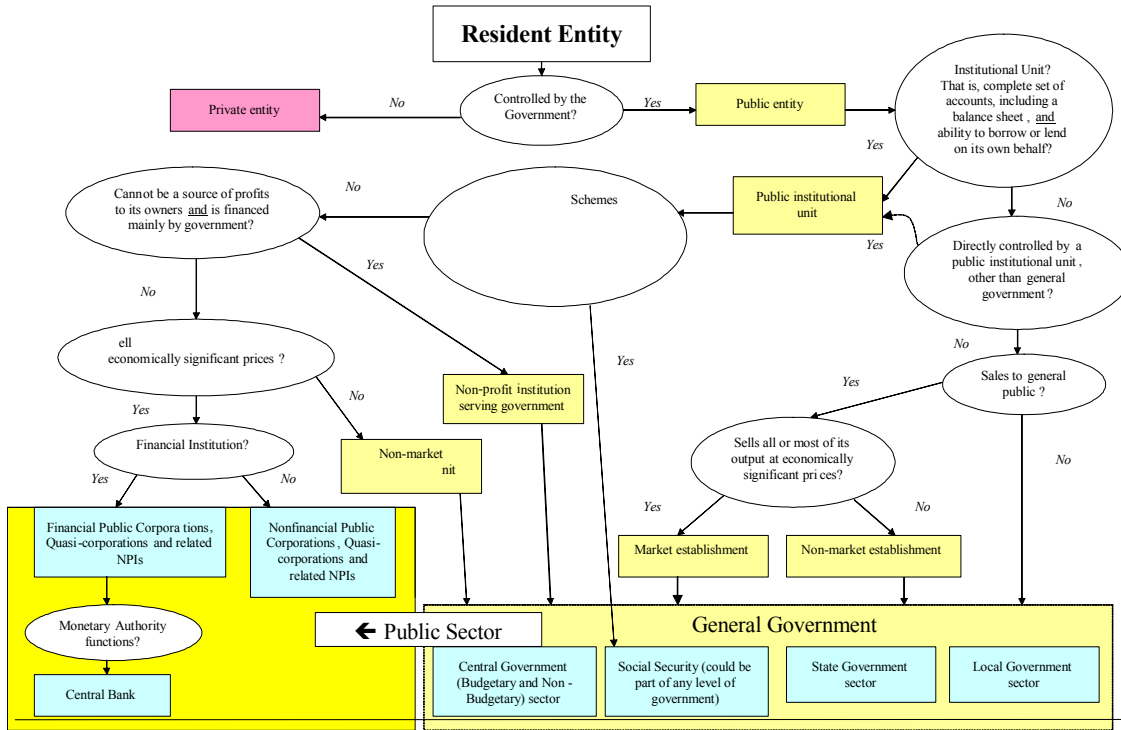 Resident Entity
Controlled by the
Government?
No
Yes
Private entity
Public entity
Institutional Unit?
That is, complete set of
accounts, including a
balance sheet , and
ability to borrow or lend
on its own behalf?
Yes
No
Cannot be a source of profits
to its owners and is financed
mainly by government?
No
Schemes
Public institutional
unit
Yes
Directly controlled by a
public institutional unit ,
other than general
government ?
Yes
No
No
ell
economically significant prices ?
Yes
No
Non-profit institution
serving government
Yes
Sales to general
public ?
Yes
No
Financial Institution?
Yes
No
Non-market
nit
Sells all or most of its
output at economically
significant prices?
Yes
No
Financial Public Corporations,
Quasi-corporations and related
NPIs
Nonfinancial Public
Corporations , Quasi-
corporations and
related NPIs
Market establishment
Non-market establishment
Monetary Authority
functions?
Central Bank
← Public Sector
General Government
Central Government
(Budgetary and Non -
Budgetary) sector
Social Security (could be
part of any level of
government)
State Government
sector
Local Government
sector